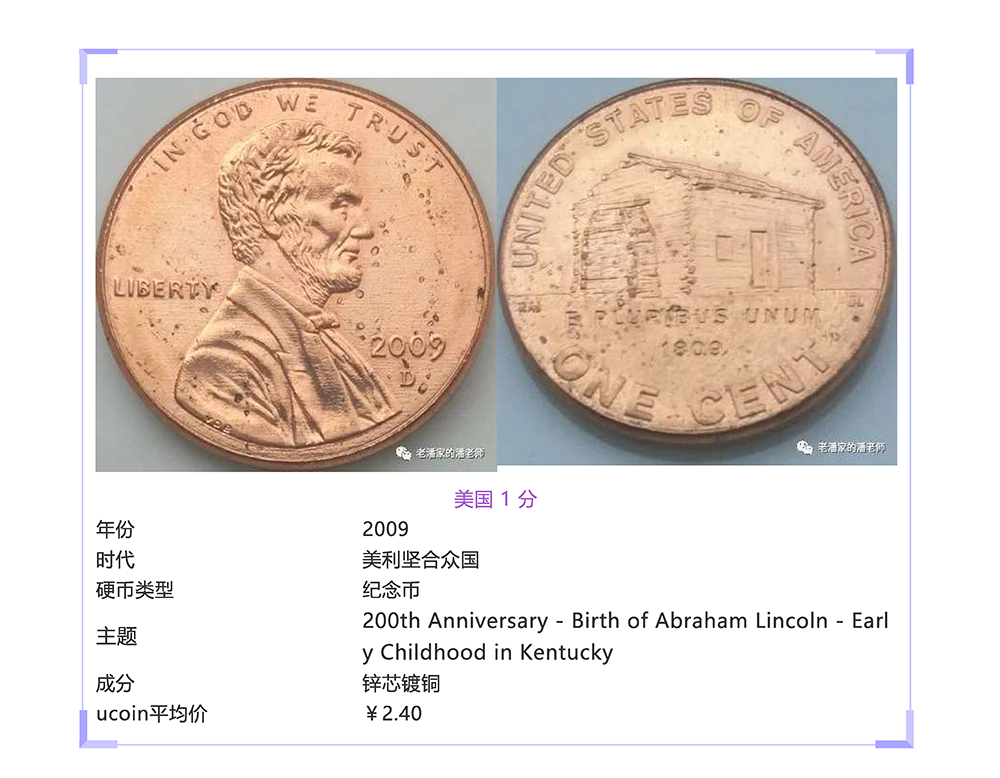 IN GOD WE TRUST
LIBERTY
2009
D
VDB
老潘家的潘老师
UNITED STATES OF AMERICA
E PLURIBUS UNUM
1809
ONE CENT
老潘家的潘老师
美国 1 分
年份 2009
时代 美利坚合众国
硬币类型 纪念币
主题 200th Anniversary - Birth of Abraham Lincoln - Earl
y Childhood in Kentucky
成分 锌芯镀铜
ucoin平均价 ￥2.40